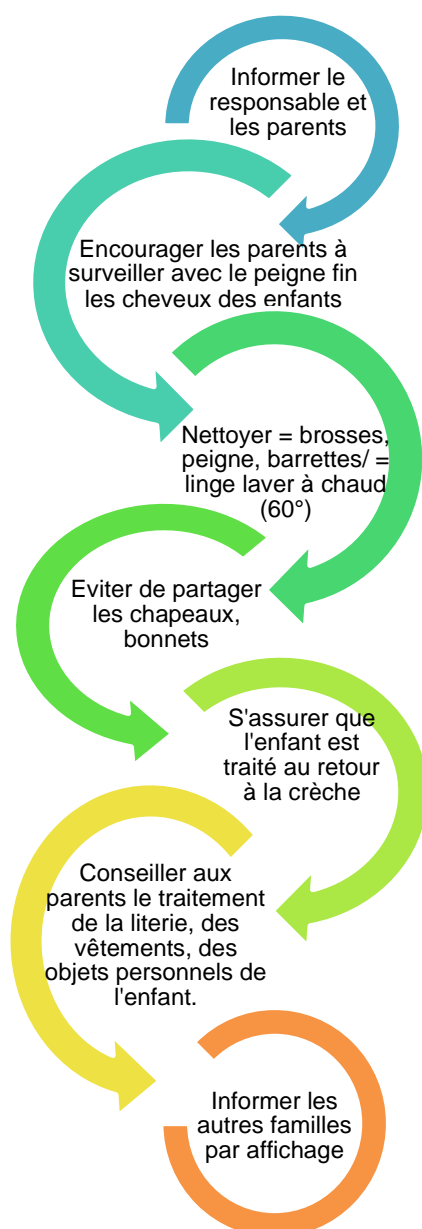 Informer le
responsable et
les parents
Encourager les parents à
surveiller avec le peigne fin
les cheveux des enfants
Nettoyer = brosses,
peigne, barrettes/ =
linge laver à chaud
(60°)
Eviter de partager
les chapeaux,
bonnets
S'assurer que
l'enfant est
traité au retour
à la crèche
Conseiller aux
parents le traitement
de la literie, des
vêtements, des
objets personnels de
l'enfant.
Informer les
autres familles
par affichage